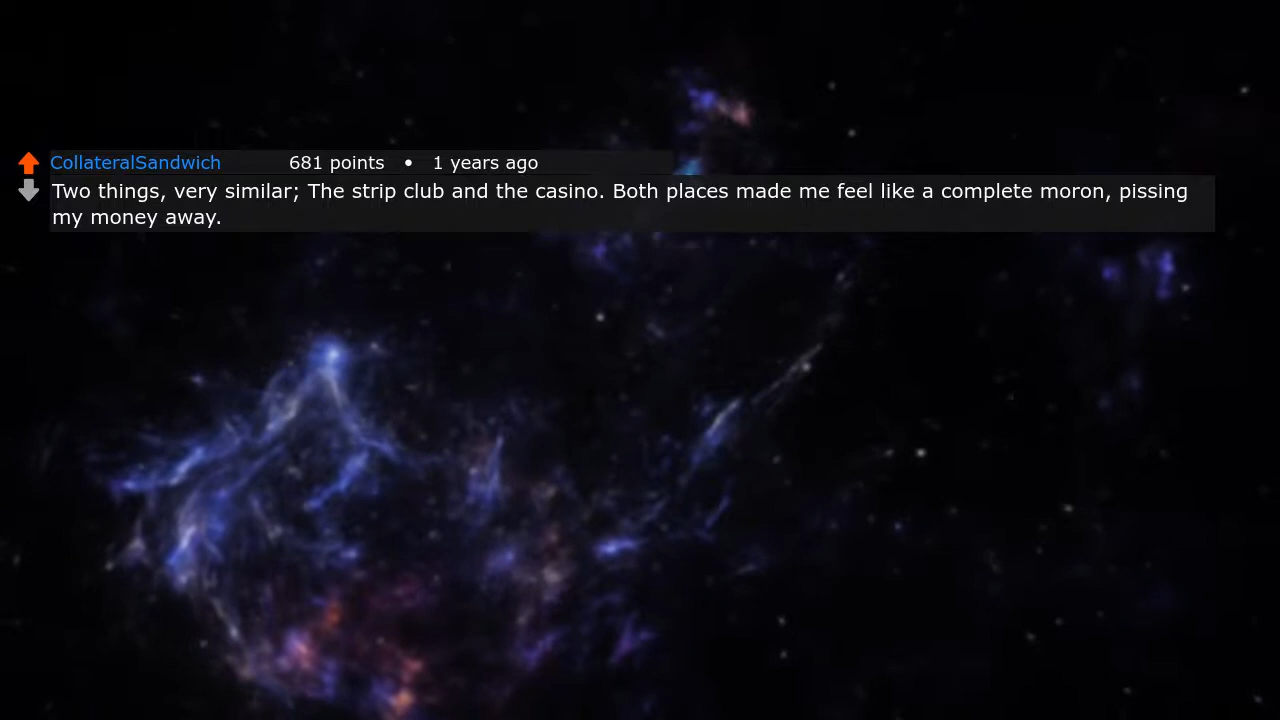 CollateralSandwich 681 points • 1 years ago
Two things, very similar; The strip club and the casino. Both places made me feel like a complete moron, pissing
my money away.